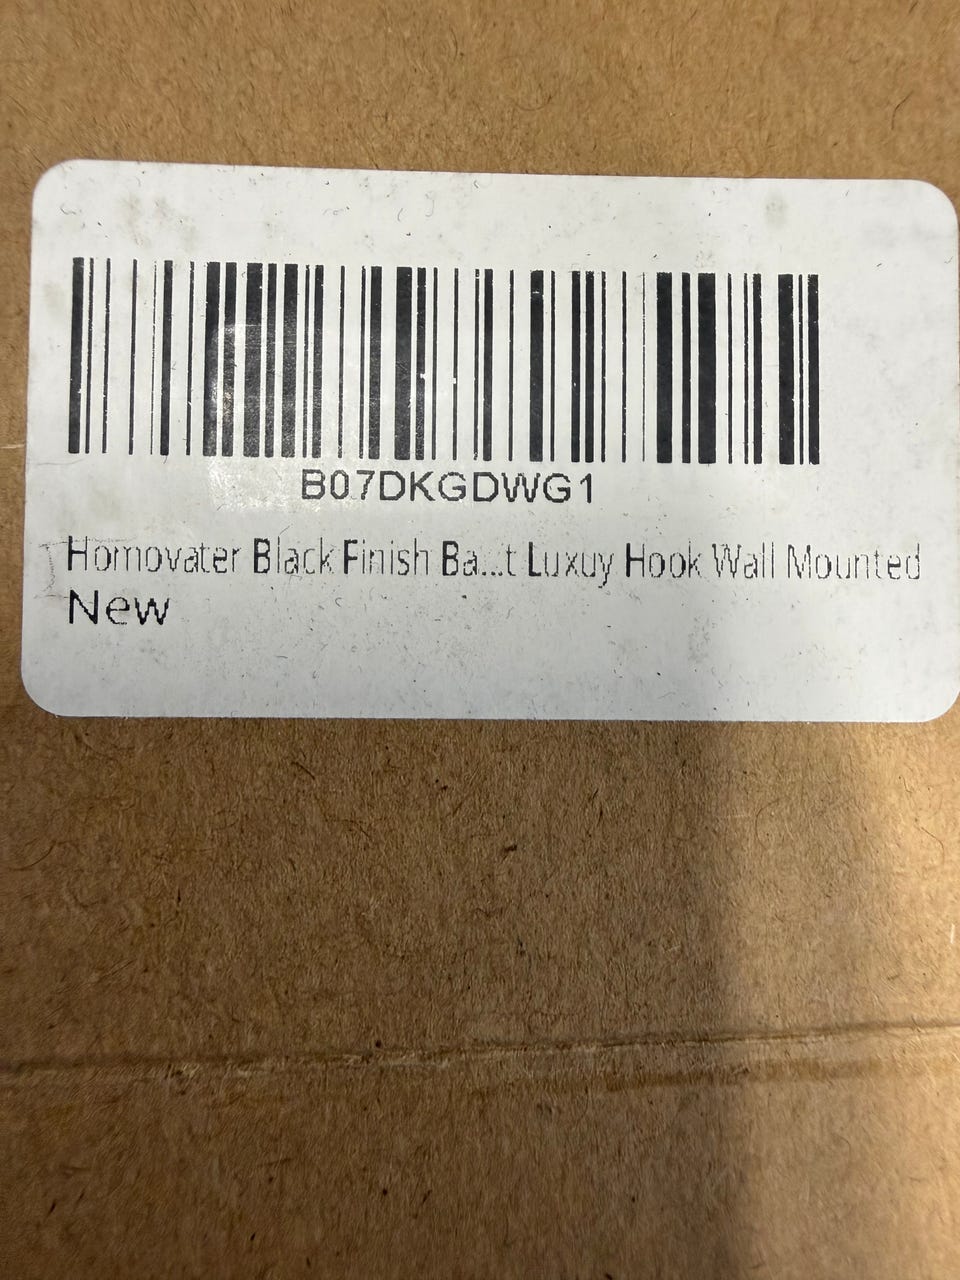 B07DKGDWG1
Homovater Black Finish Ba...t Luxuy Hook Wall Mounted
New